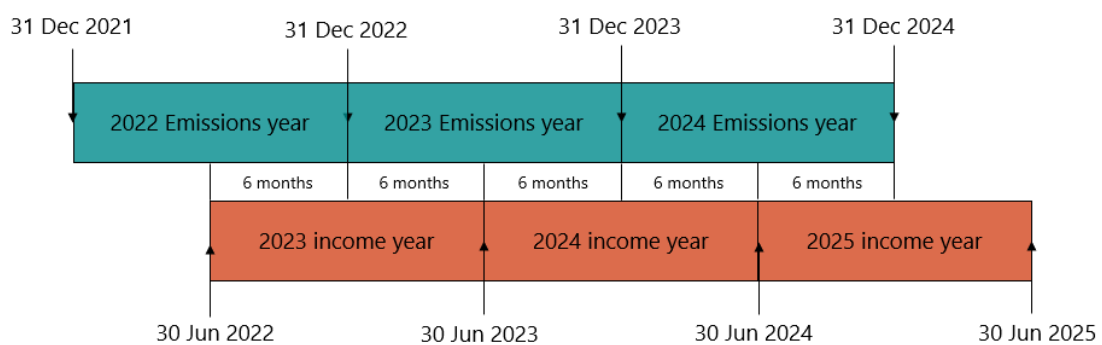 31 Dec 2021
31 Dec 2022
31 Dec 2023
31 Dec 2024
2022 Emissions year
2023 Emissions year
2024 Emissions year
6 months
6 months
6 months
6 months
6 months
2023 income year
2024 income year
2025 income year
30 Jun 2022
30 Jun 2023
30 Jun 2024
30 Jun 2025